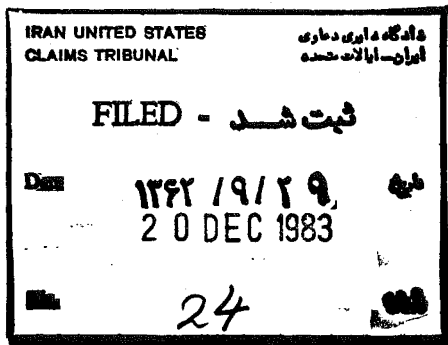 IRAN UNITED STATES دادگاه داوری دعاوی
CLAIMS TRIBUNAL ایران-ایالات متحده
FILED - ثبت شد
Date ۱۳۶۲/۹/۲۹ تاریخ
20 DEC 1983
24